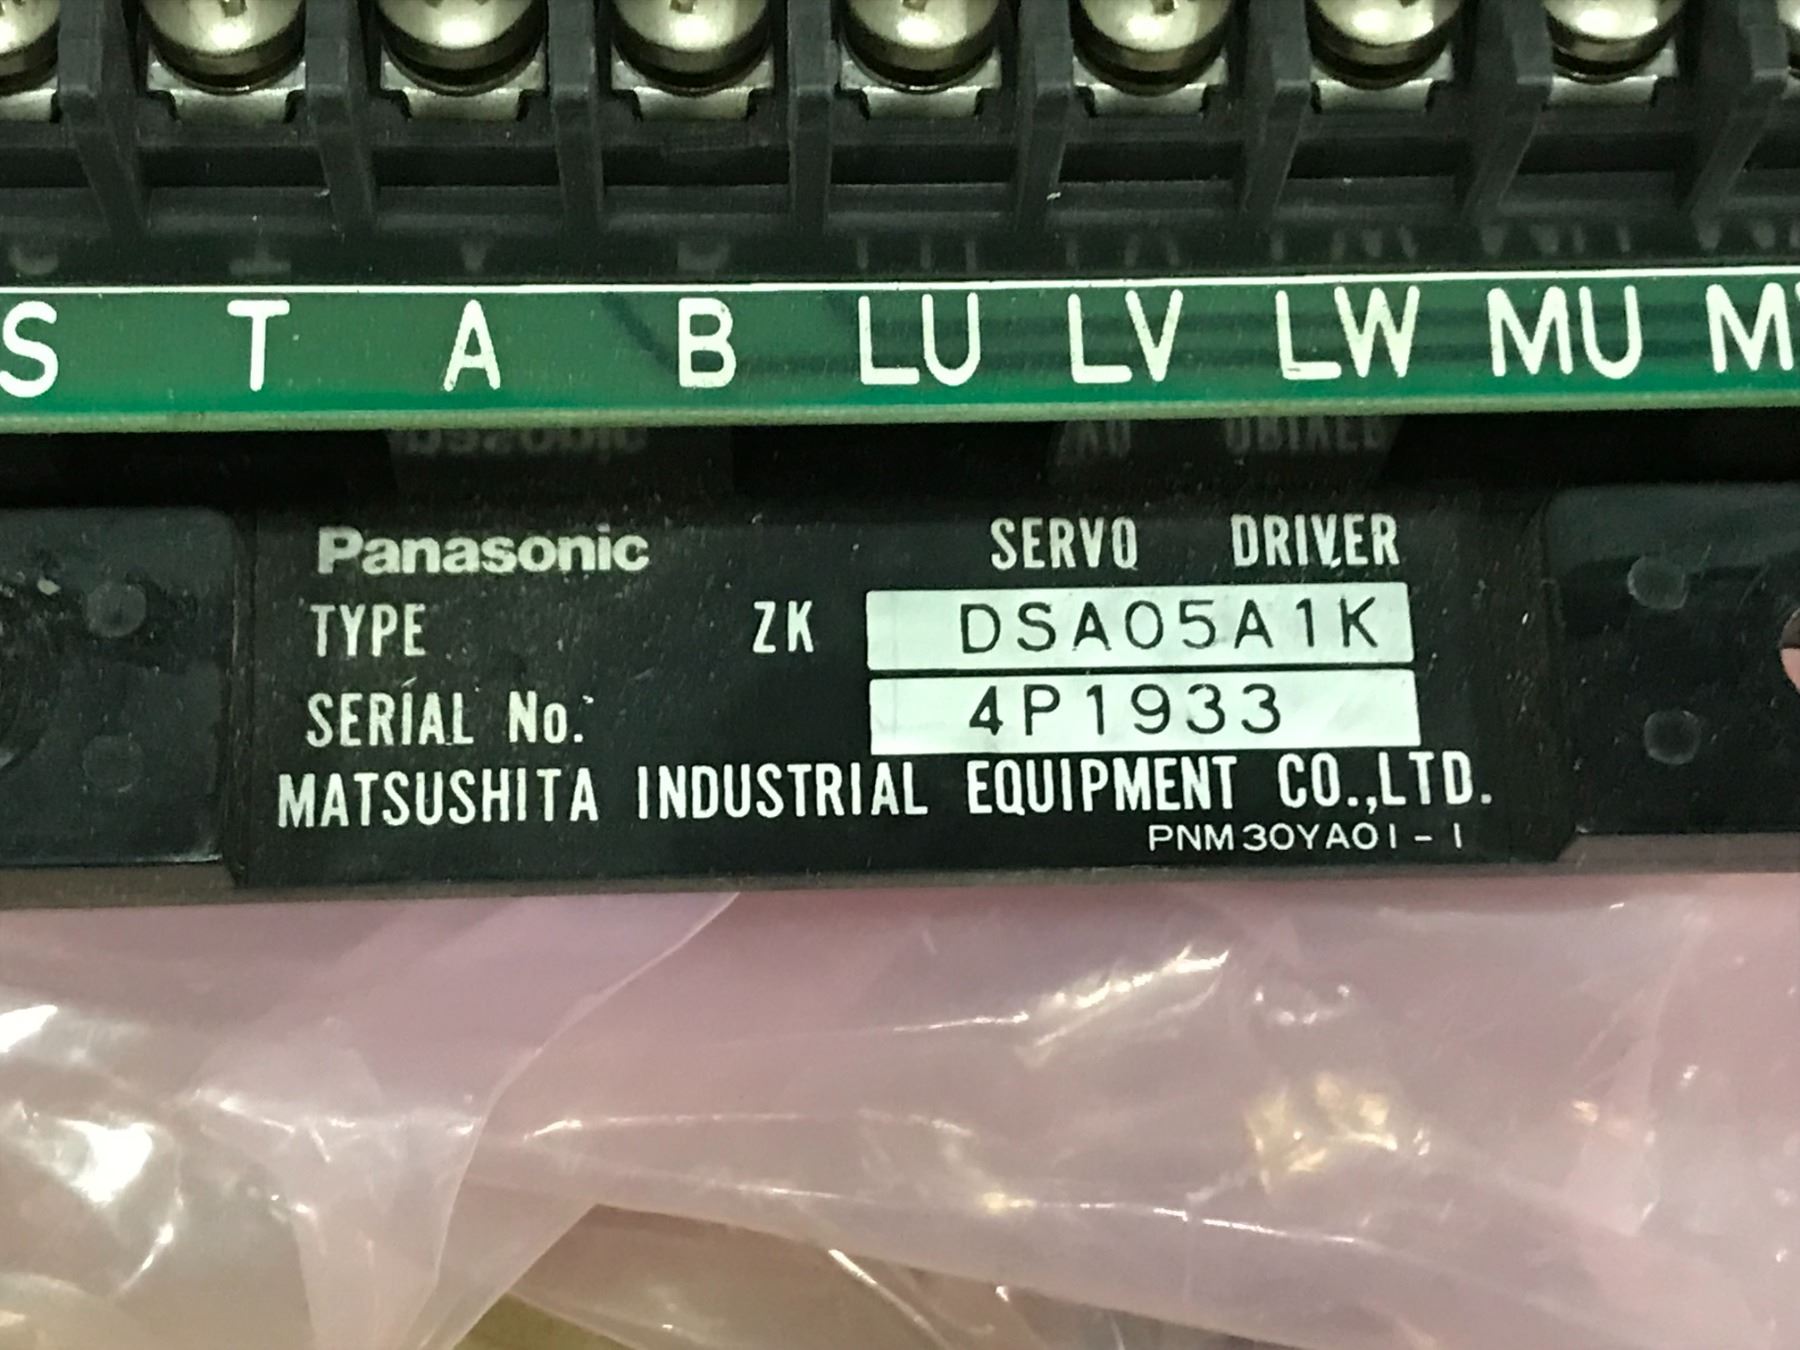 S T A B LU LV LW MU M
Panasonic SERVO DRIVER
TYPE ZK DSA05A1K
SERIAL No. 4P1933
MATSUSHITA INDUSTRIAL EQUIPMENT CO.,LTD.
PNM30YA01-1